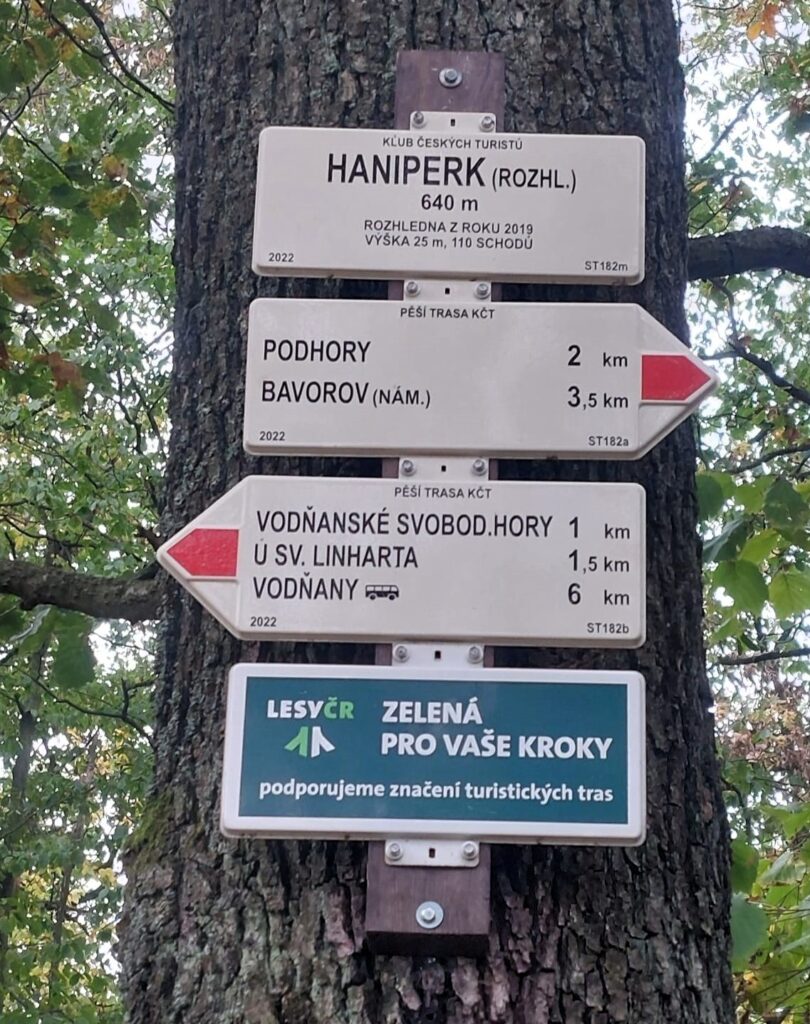 KLUB ČESKÝCH TURISTŮ
HANIPERK (ROZHL.)
640 m
ROZHLEDNA Z ROKU 2019
VÝŠKA 25 m, 110 SCHODŮ
2022 ST182m
PĚŠÍ TRASA KČT
PODHORY 2 km
BAVOROV (NÁM.) 3,5 km
2022 ST182a
PĚŠÍ TRASA KČT
VODŇANSKÉ SVOBOD.HORY 1 km
U SV. LINHARTA 1,5 km
VODŇANY 6 km
2022 ST182b
LESY ČR ZELENÁ
PRO VAŠE KROKY
podporujeme značení turistických tras